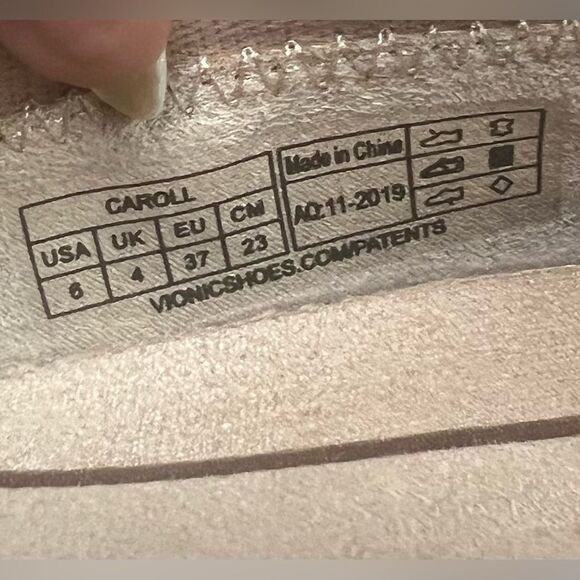 CAROLL
USA UK EU CM
6 4 37 23
Made in China
AQ:11-2019
VIONICSHOES.COM/PATENTS